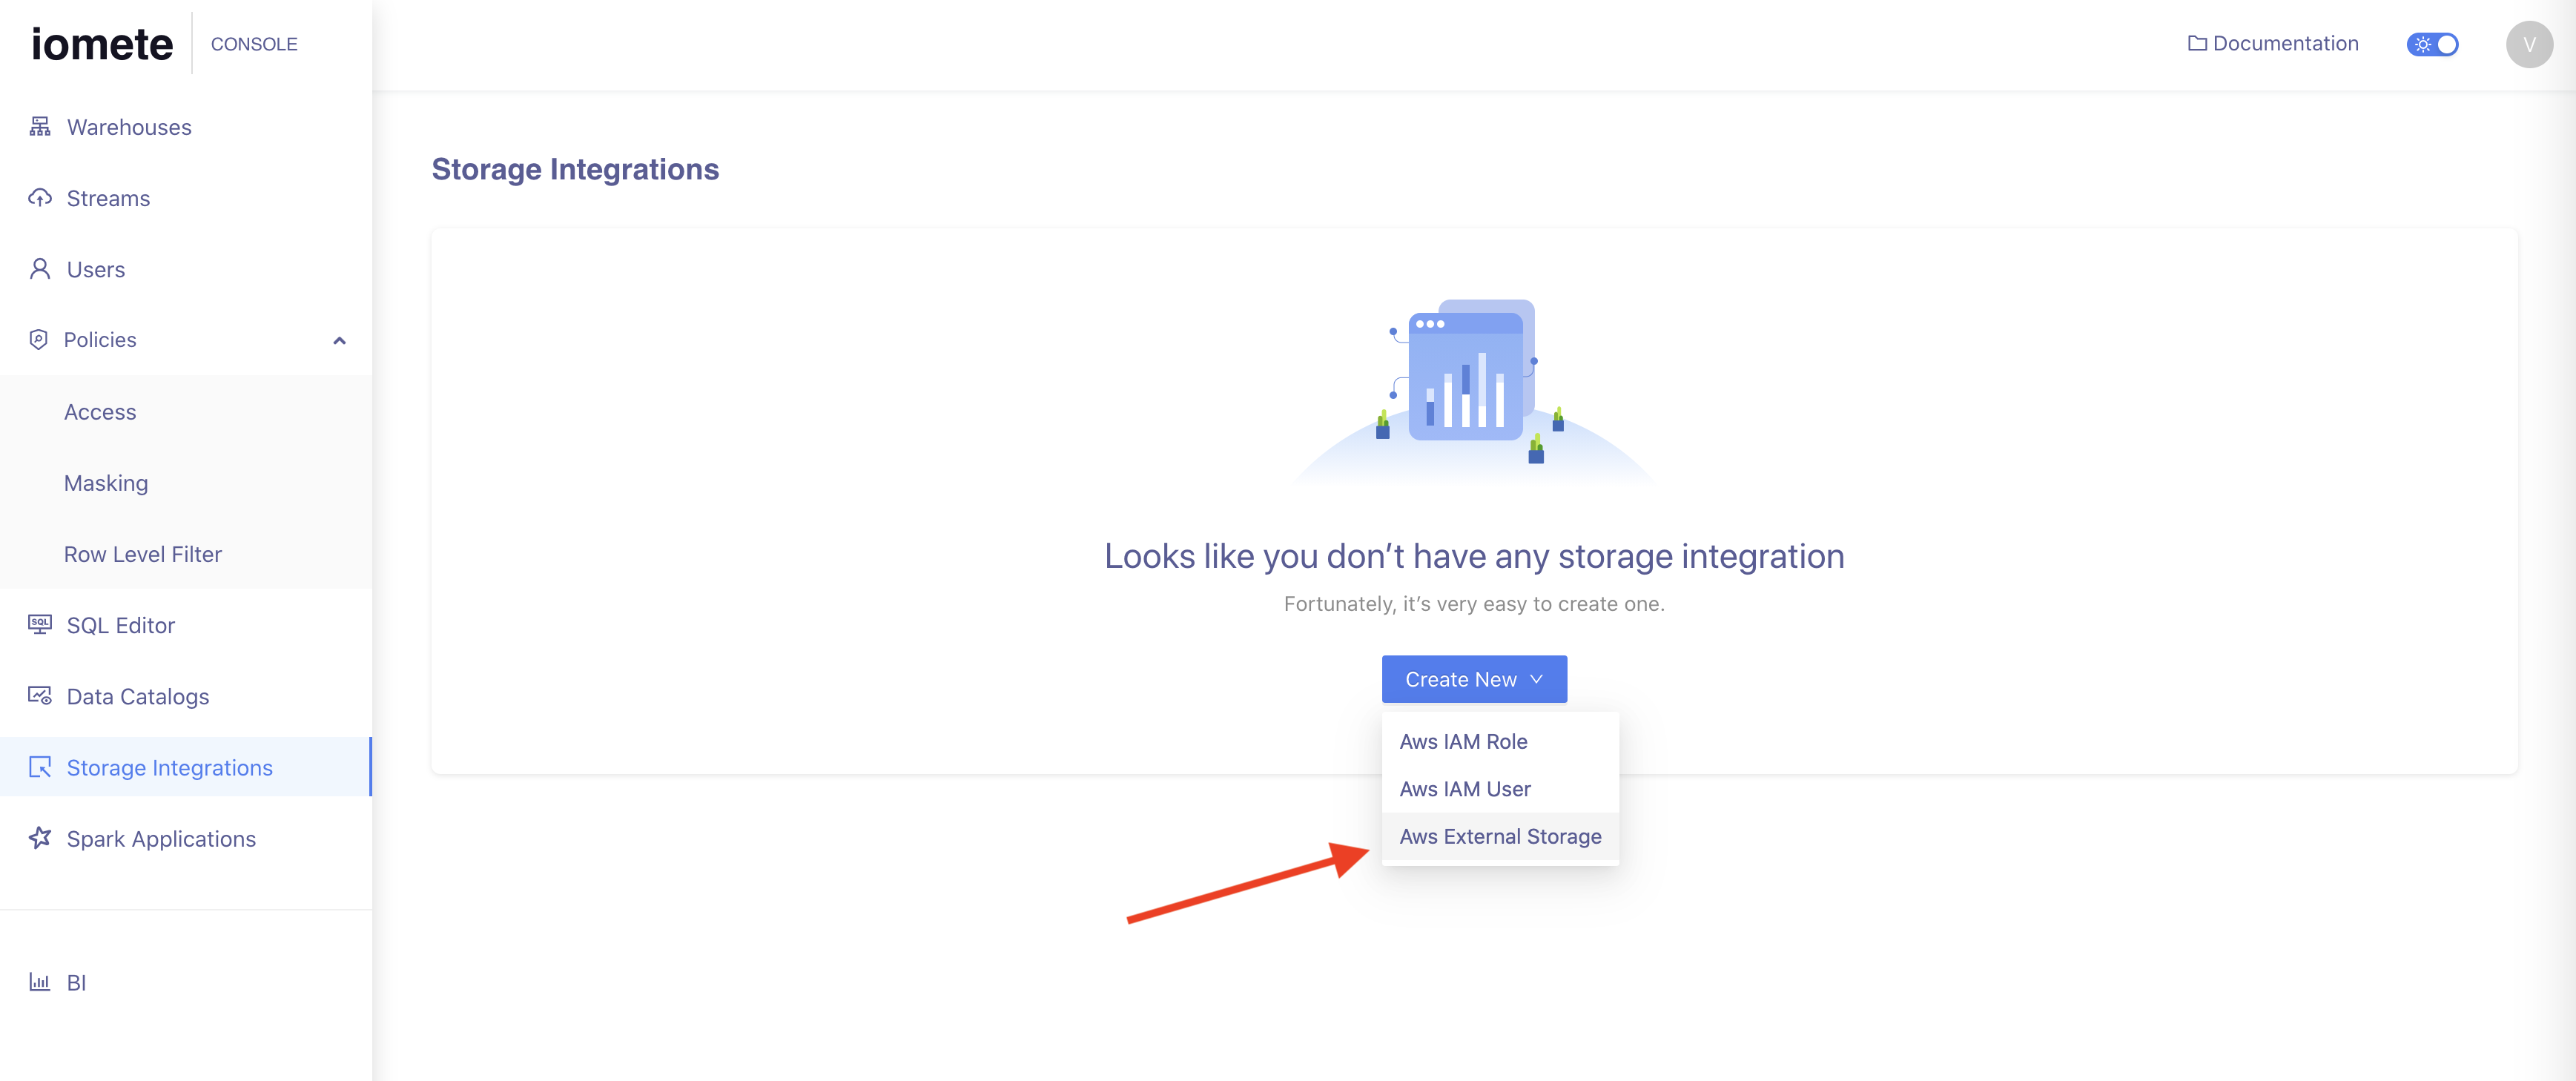 iomete CONSOLE
Documentation
V
Warehouses
Streams
Users
Policies
Access
Masking
Row Level Filter
SQL
SQL Editor
Data Catalogs
Storage Integrations
Spark Applications
BI
Storage Integrations
Looks like you don’t have any storage integration
Fortunately, it’s very easy to create one.
Create New
Aws IAM Role
Aws IAM User
Aws External Storage